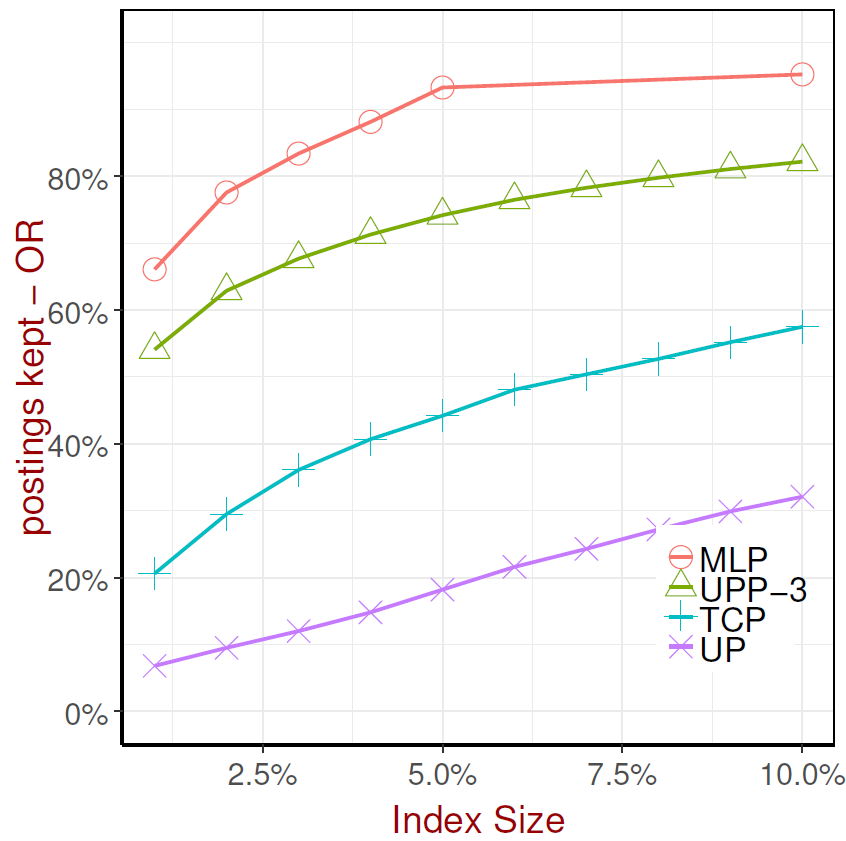 postings kept – OR
80%
60%
40%
20%
0%
MLP
UPP−3
TCP
UP
2.5% 5.0% 7.5% 10.0%
Index Size